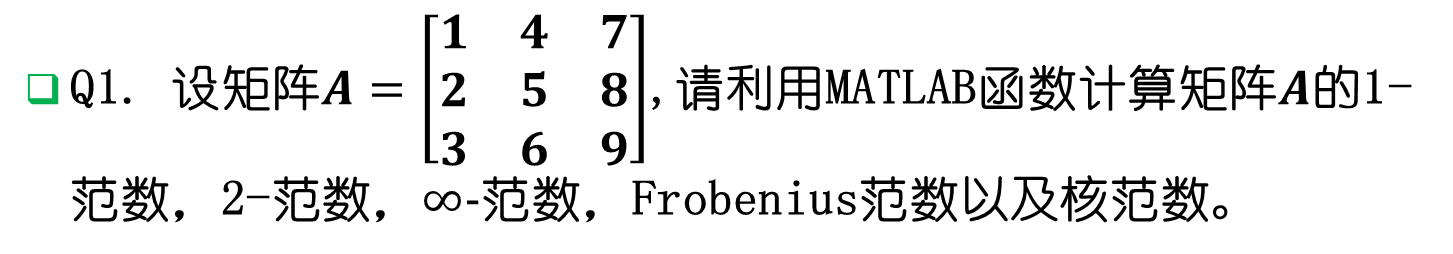 1 4 7
❑ Q1. 设矩阵A = [2 5 8], 请利用MATLAB函数计算矩阵A的1-
3 6 9
范数，2-范数，∞-范数，Frobenius范数以及核范数。